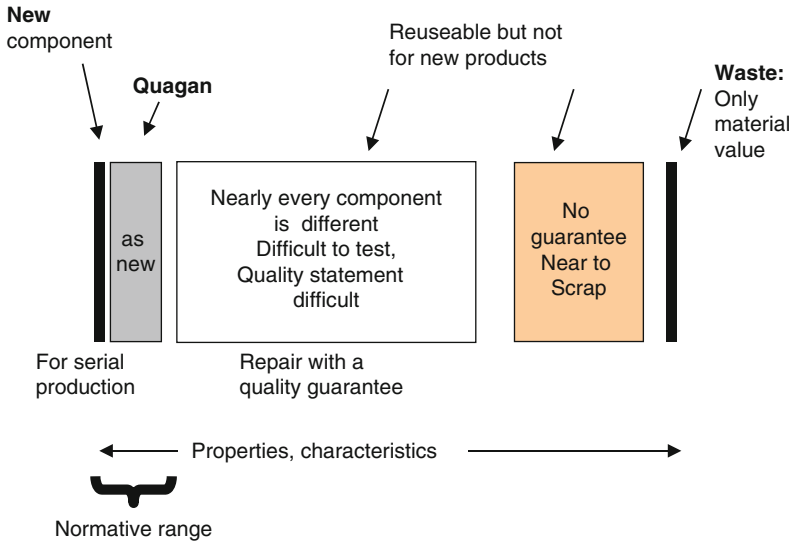 New
component
Quagan
Reuseable but not
for new products
Waste:
Only
material
value
as
new
Nearly every component
is different
Difficult to test,
Quality statement
difficult
No
guarantee
Near to
Scrap
For serial
production
Repair with a
quality guarantee
Properties, characteristics
Normative range